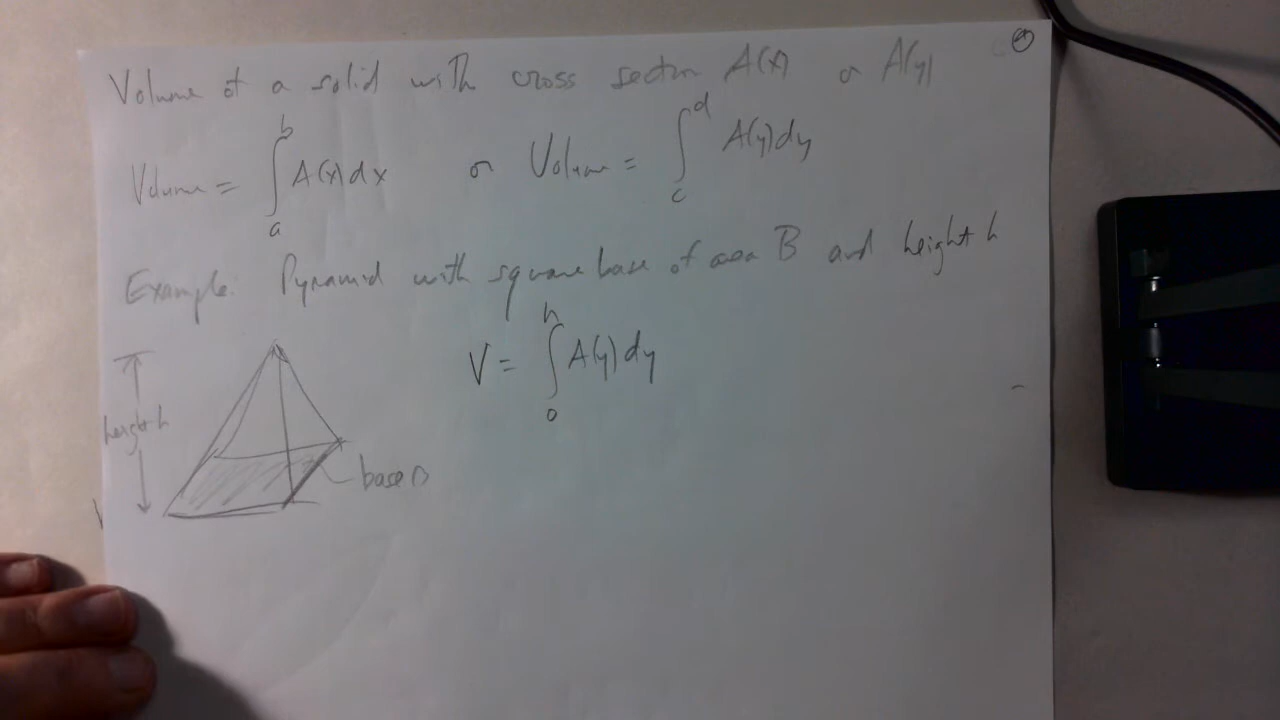 Volume of a solid with cross section A(x) or A(y)
Volume = ∫_a^b A(x)dx or Volume = ∫_c^d A(y)dy
Example. Pyramid with square base of area B and height h
V = ∫_0^h A(y)dy
height h
base B